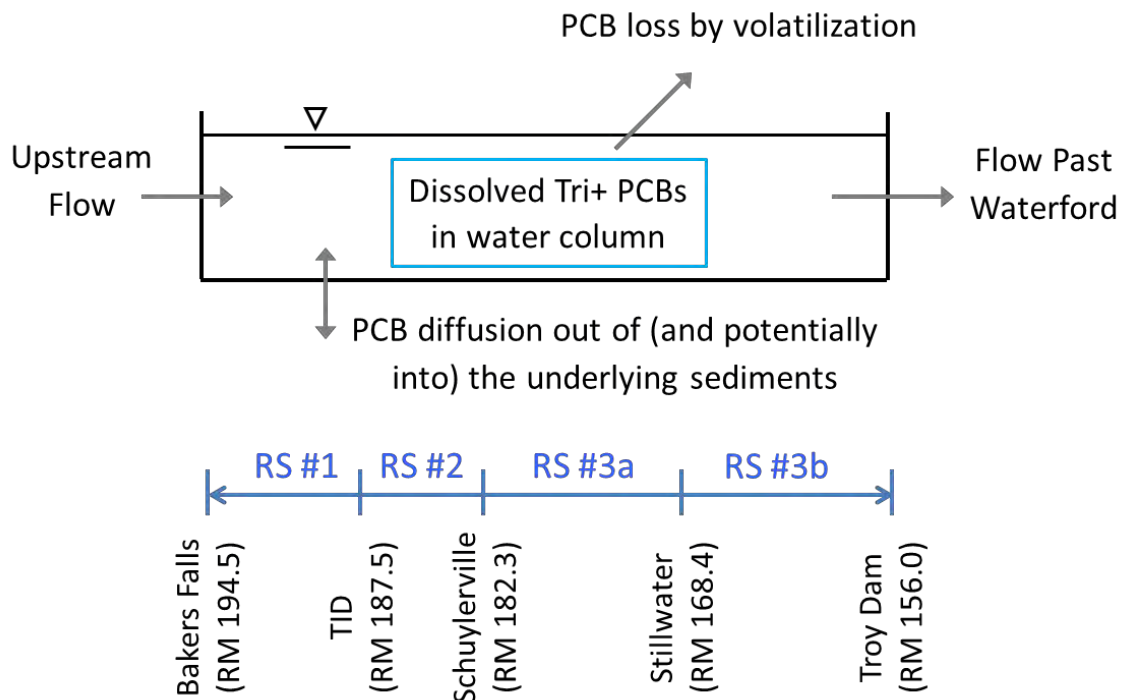 PCB loss by volatilization
Upstream
Flow
Dissolved Tri+ PCBs
in water column
Flow Past
Waterford
PCB diffusion out of (and potentially
into) the underlying sediments
RS #1
RS #2
RS #3a
RS #3b
Bakers Falls
(RM 194.5)
TID
(RM 187.5)
Schuylerville
(RM 182.3)
Stillwater
(RM 168.4)
Troy Dam
(RM 156.0)